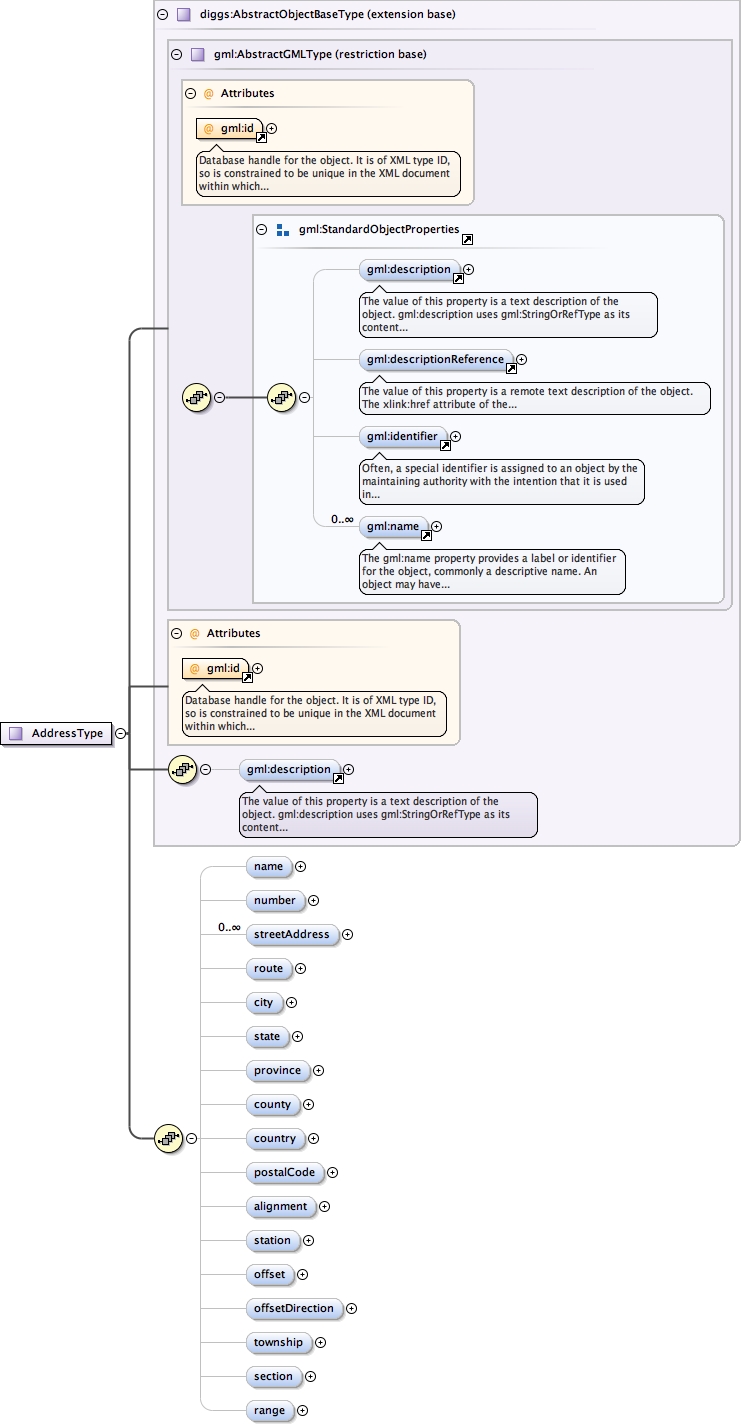 diggs:AbstractObjectBaseType (extension base)
gml:AbstractGMLType (restriction base)
@ Attributes
@ gml:id
Database handle for the object. It is of XML type ID,
so is constrained to be unique in the XML document
within which...
gml:StandardObjectProperties
gml:description
The value of this property is a text description of the
object. gml:description uses gml:StringOrRefType as its
content...
gml:descriptionReference
The value of this property is a remote text description of the object.
The xlink:href attribute of the...
gml:identifier
Often, a special identifier is assigned to an object by the
maintaining authority with the intention that it is used
in...
0..∞
gml:name
The gml:name property provides a label or identifier
for the object, commonly a descriptive name. An
object may have...
@ Attributes
@ gml:id
Database handle for the object. It is of XML type ID,
so is constrained to be unique in the XML document
within which...
AddressType
gml:description
The value of this property is a text description of the
object. gml:description uses gml:StringOrRefType as its
content...
name
number
0..∞
streetAddress
route
city
state
province
county
country
postalCode
alignment
station
offset
offsetDirection
township
section
range